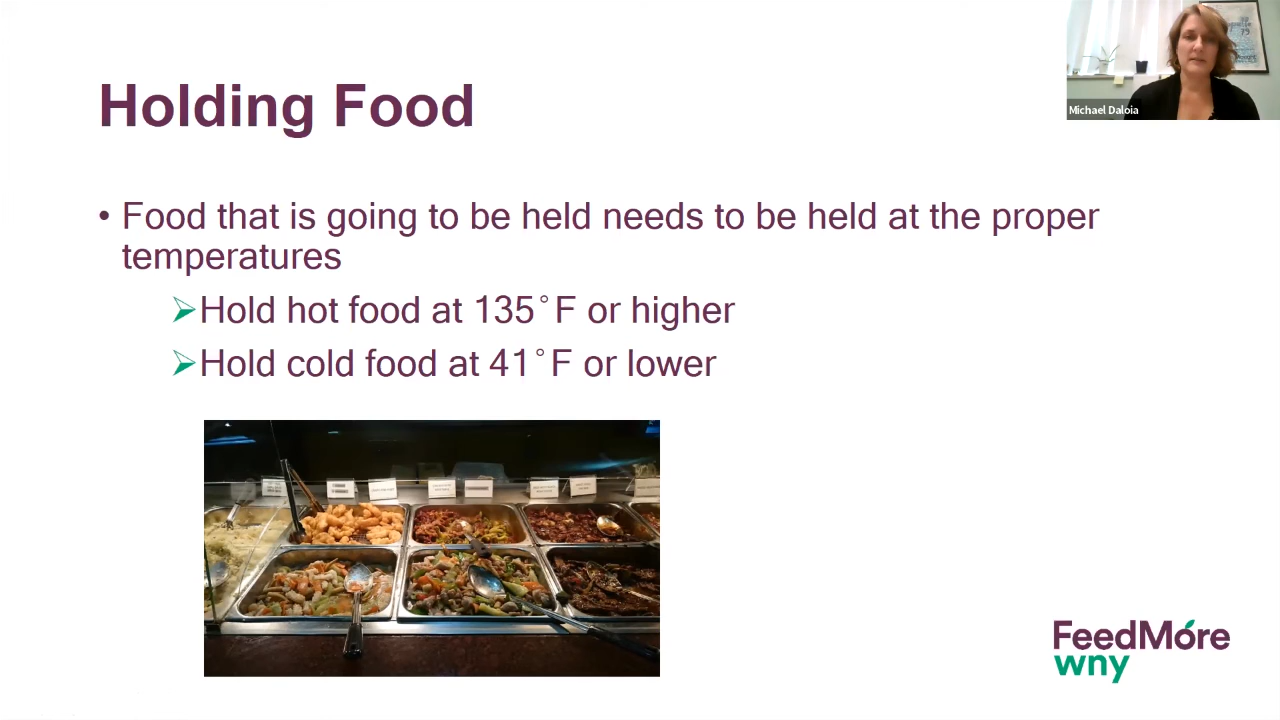 Holding Food
• Food that is going to be held needs to be held at the proper
temperatures
➢Hold hot food at 135°F or higher
➢Hold cold food at 41°F or lower
Michael Daloia
FeedMore
wny